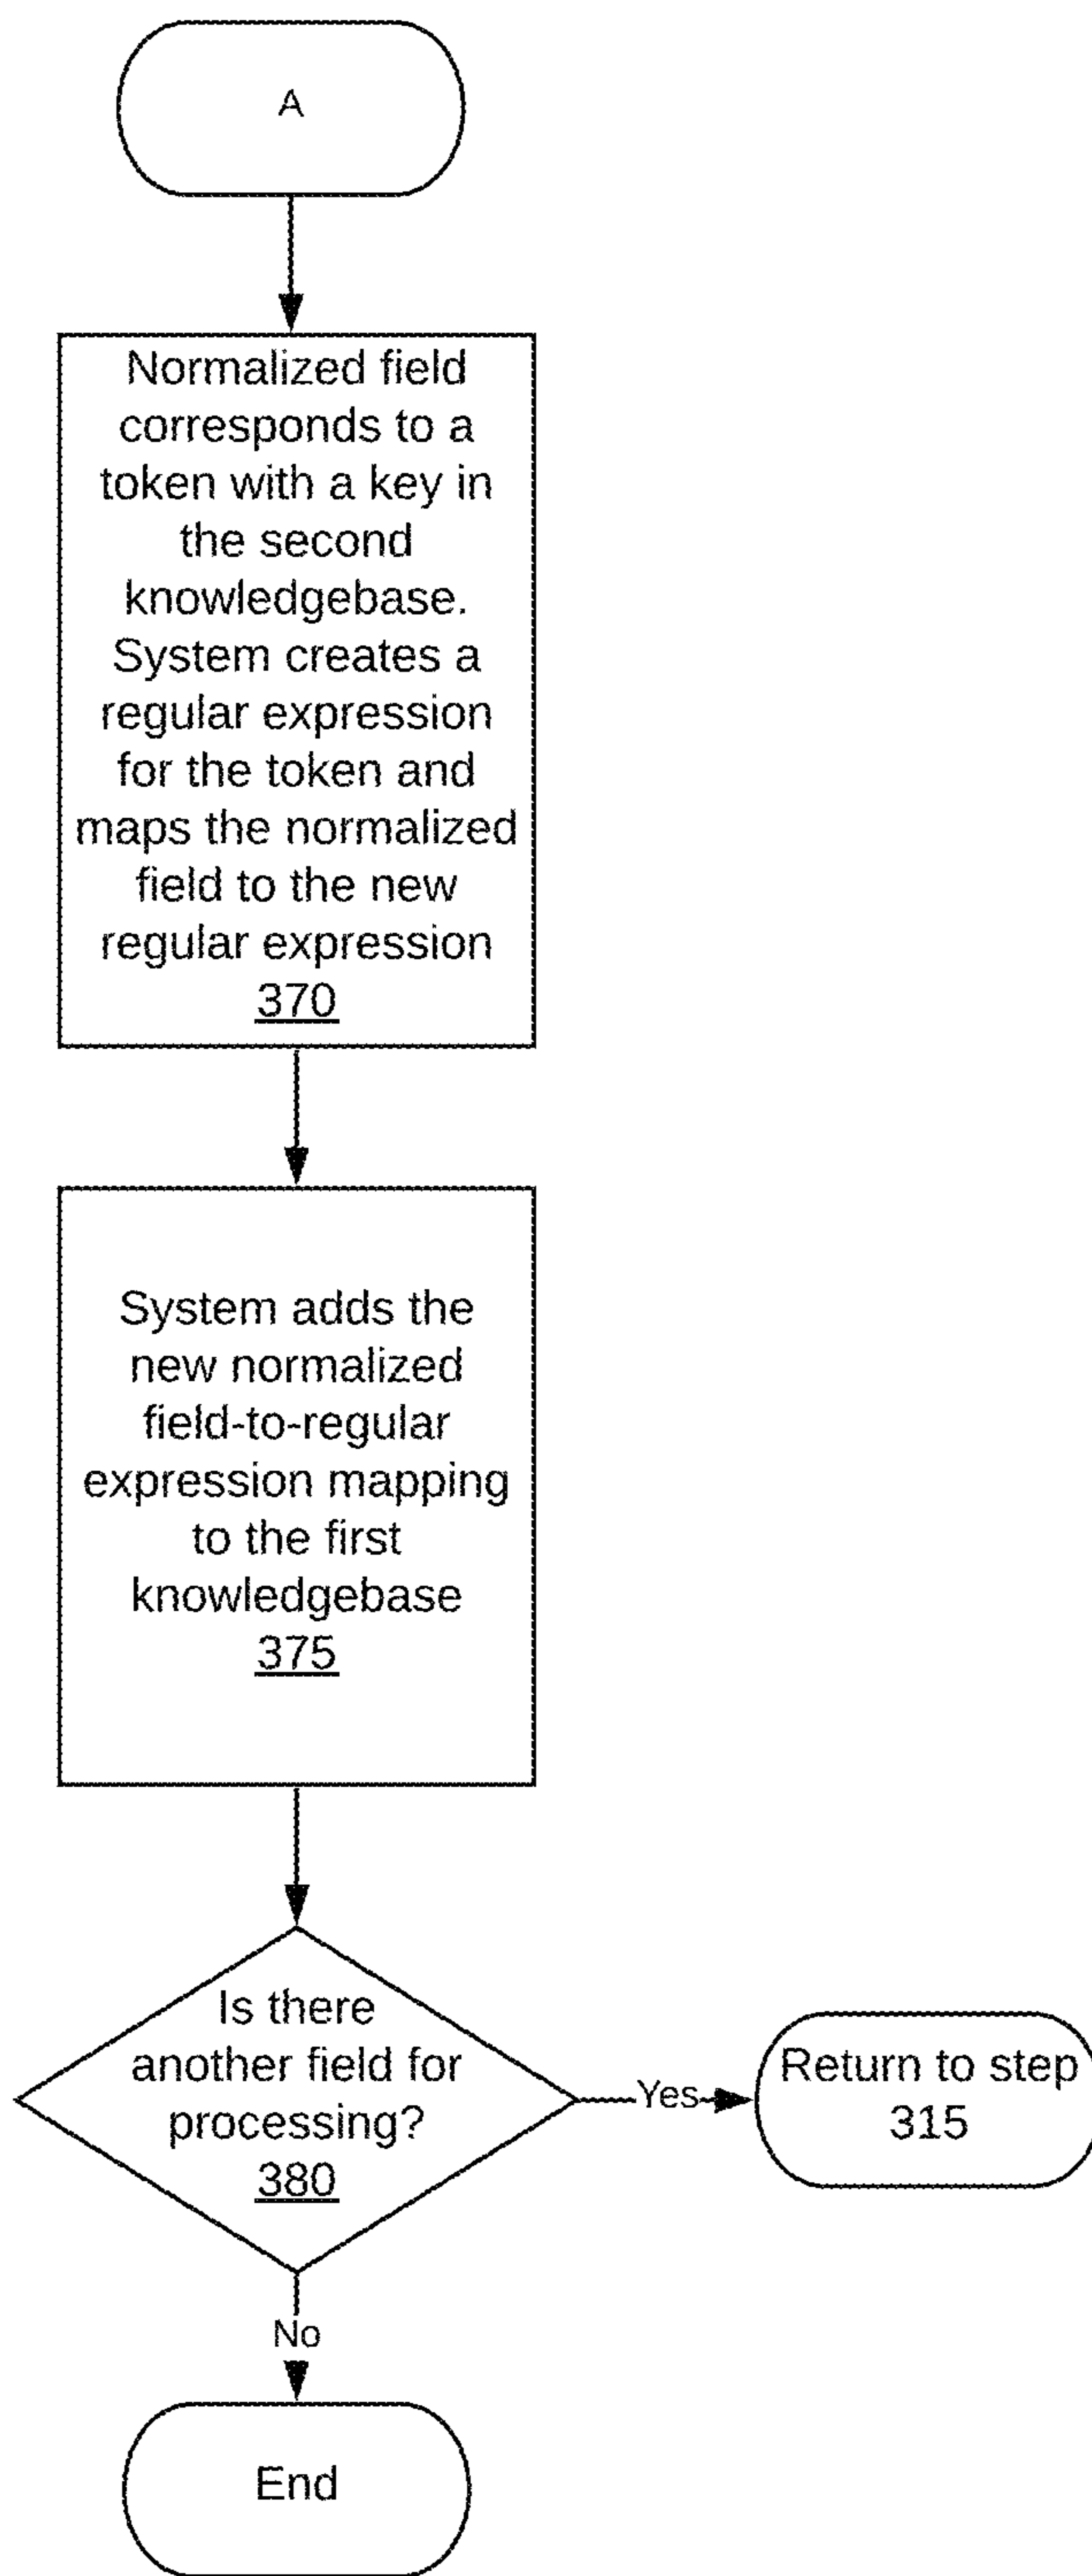 A
Normalized field
corresponds to a
token with a key in
the second
knowledgebase.
System creates a
regular expression
for the token and
maps the normalized
field to the new
regular expression
370
System adds the
new normalized
field-to-regular
expression mapping
to the first
knowledgebase
375
Is there
another field for
processing?
380
Yes
Return to step
315
No
End